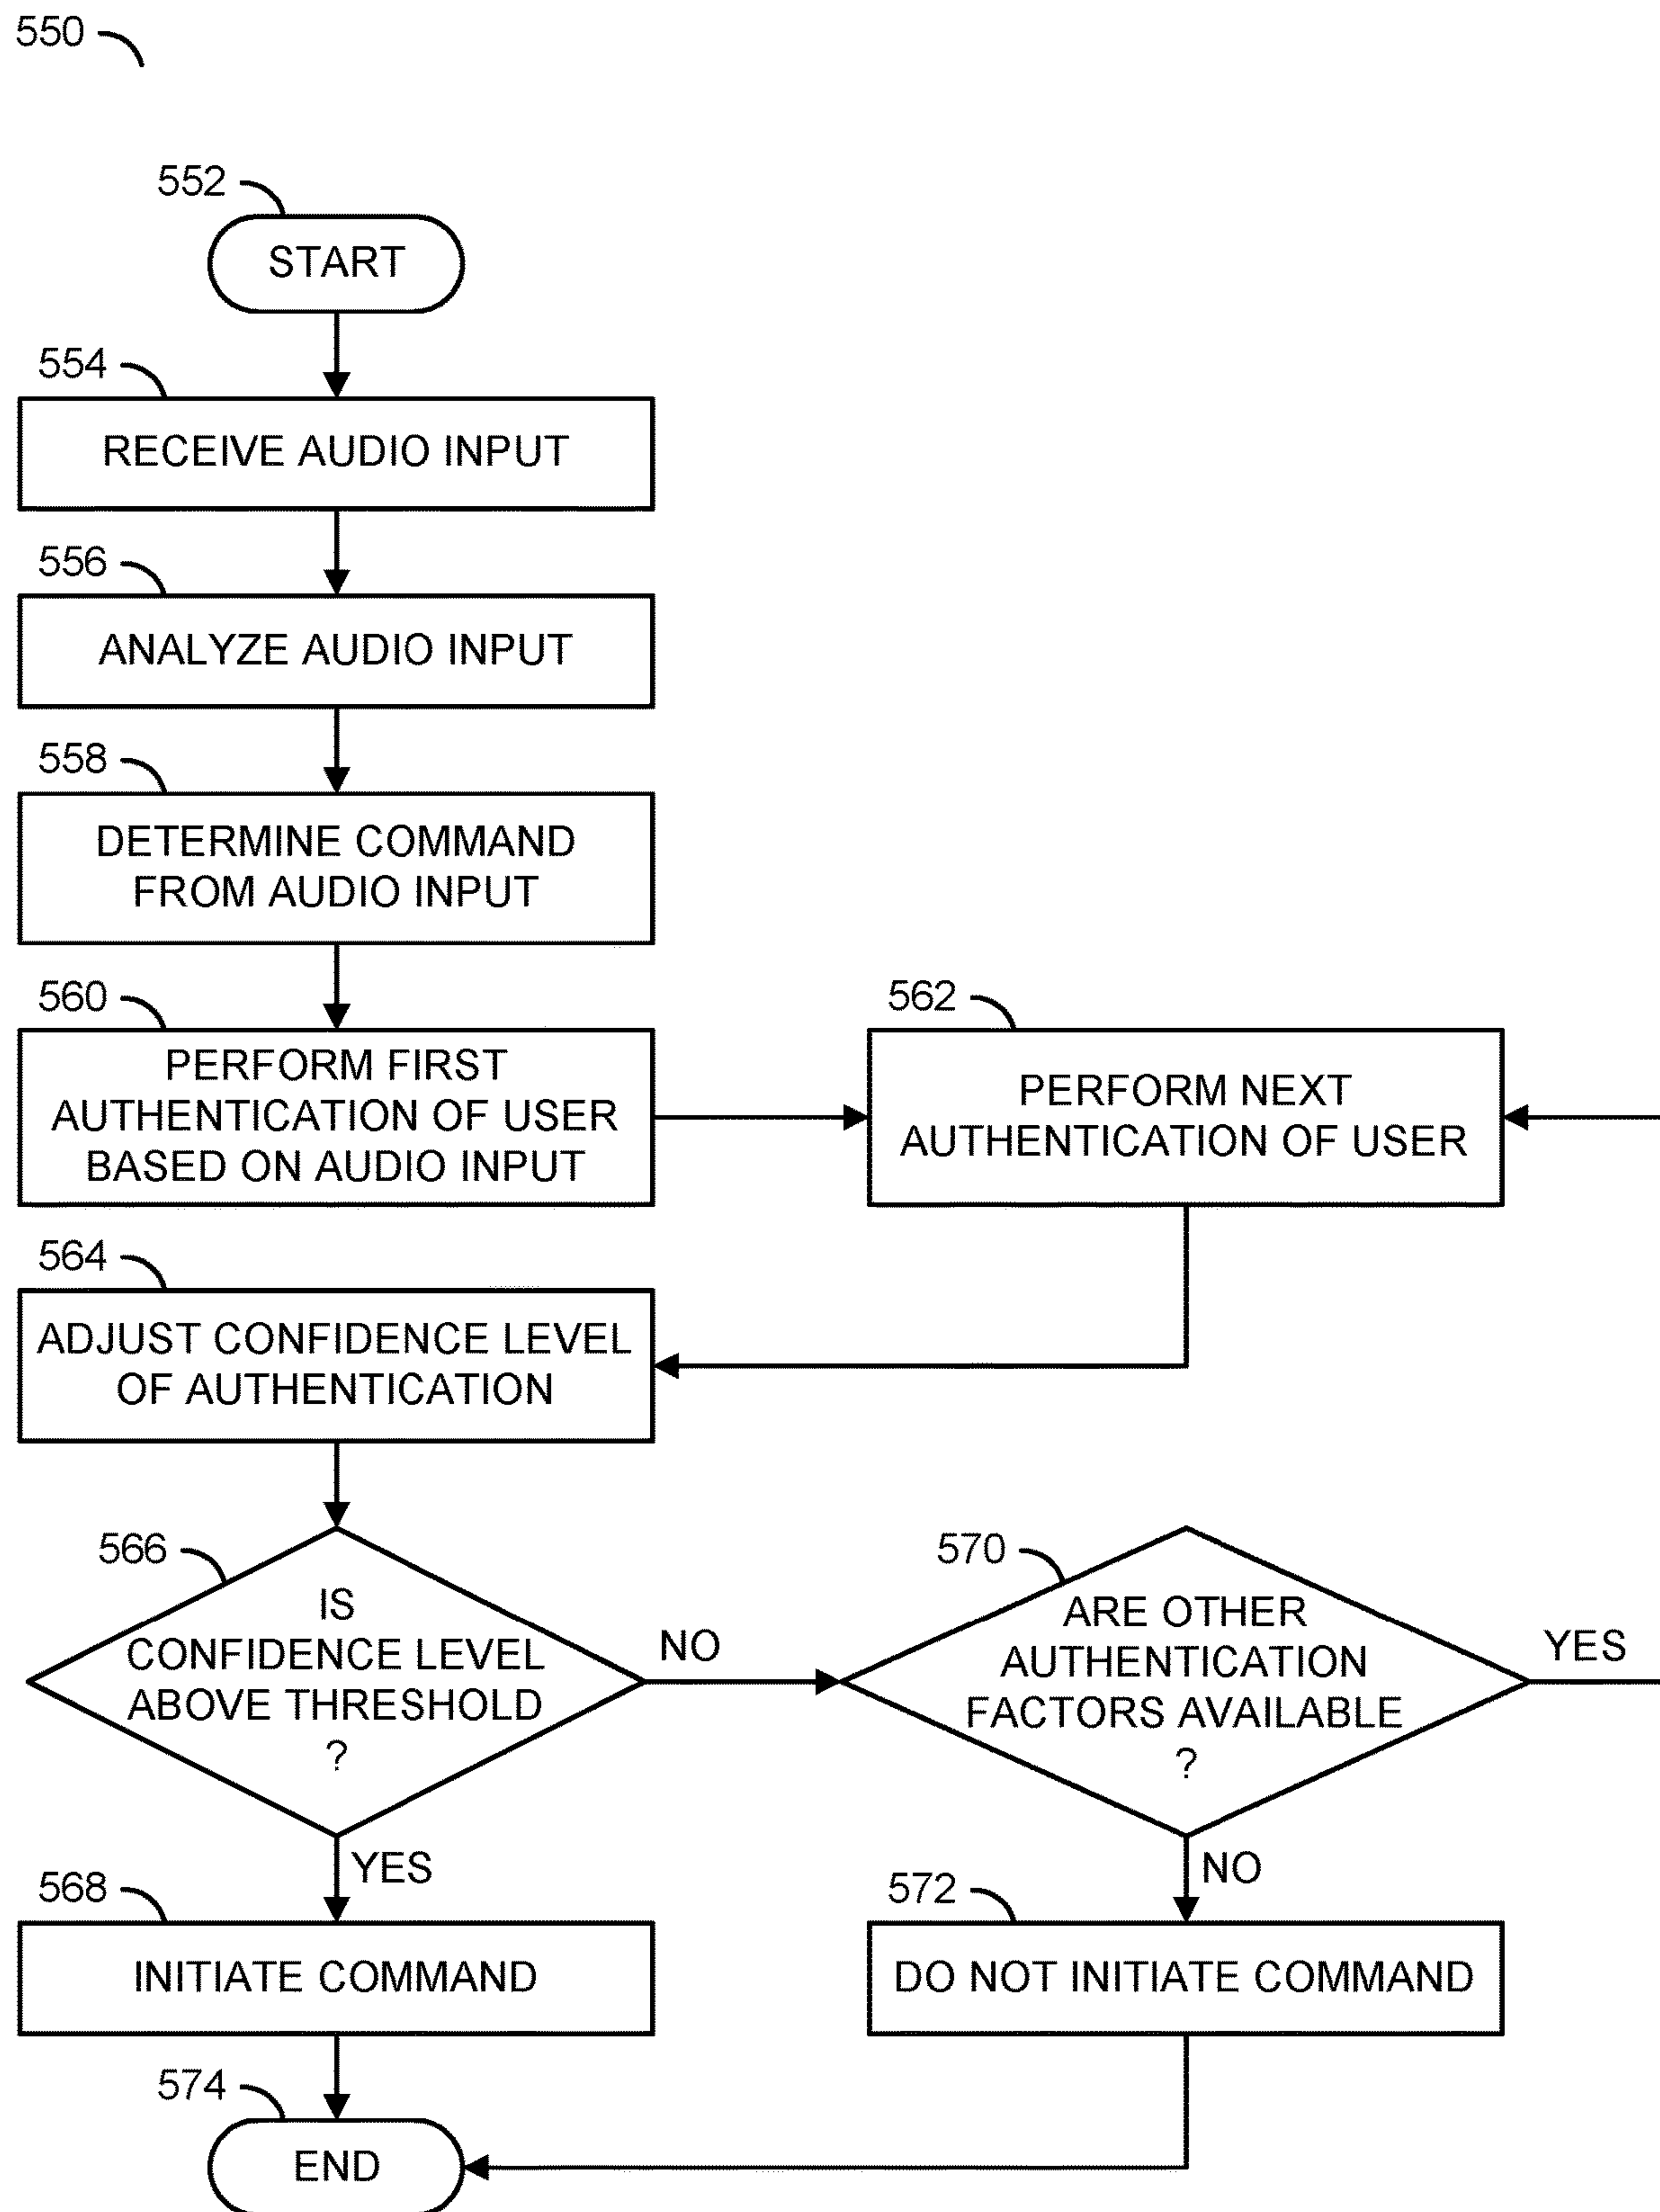 550
552
START
554
RECEIVE AUDIO INPUT
556
ANALYZE AUDIO INPUT
558
DETERMINE COMMAND
FROM AUDIO INPUT
560
PERFORM FIRST
AUTHENTICATION OF USER
BASED ON AUDIO INPUT
562
PERFORM NEXT
AUTHENTICATION OF USER
564
ADJUST CONFIDENCE LEVEL
OF AUTHENTICATION
566
IS
CONFIDENCE LEVEL
ABOVE THRESHOLD
?
NO
570
ARE OTHER
AUTHENTICATION
FACTORS AVAILABLE
?
YES
YES
568
INITIATE COMMAND
NO
572
DO NOT INITIATE COMMAND
574
END